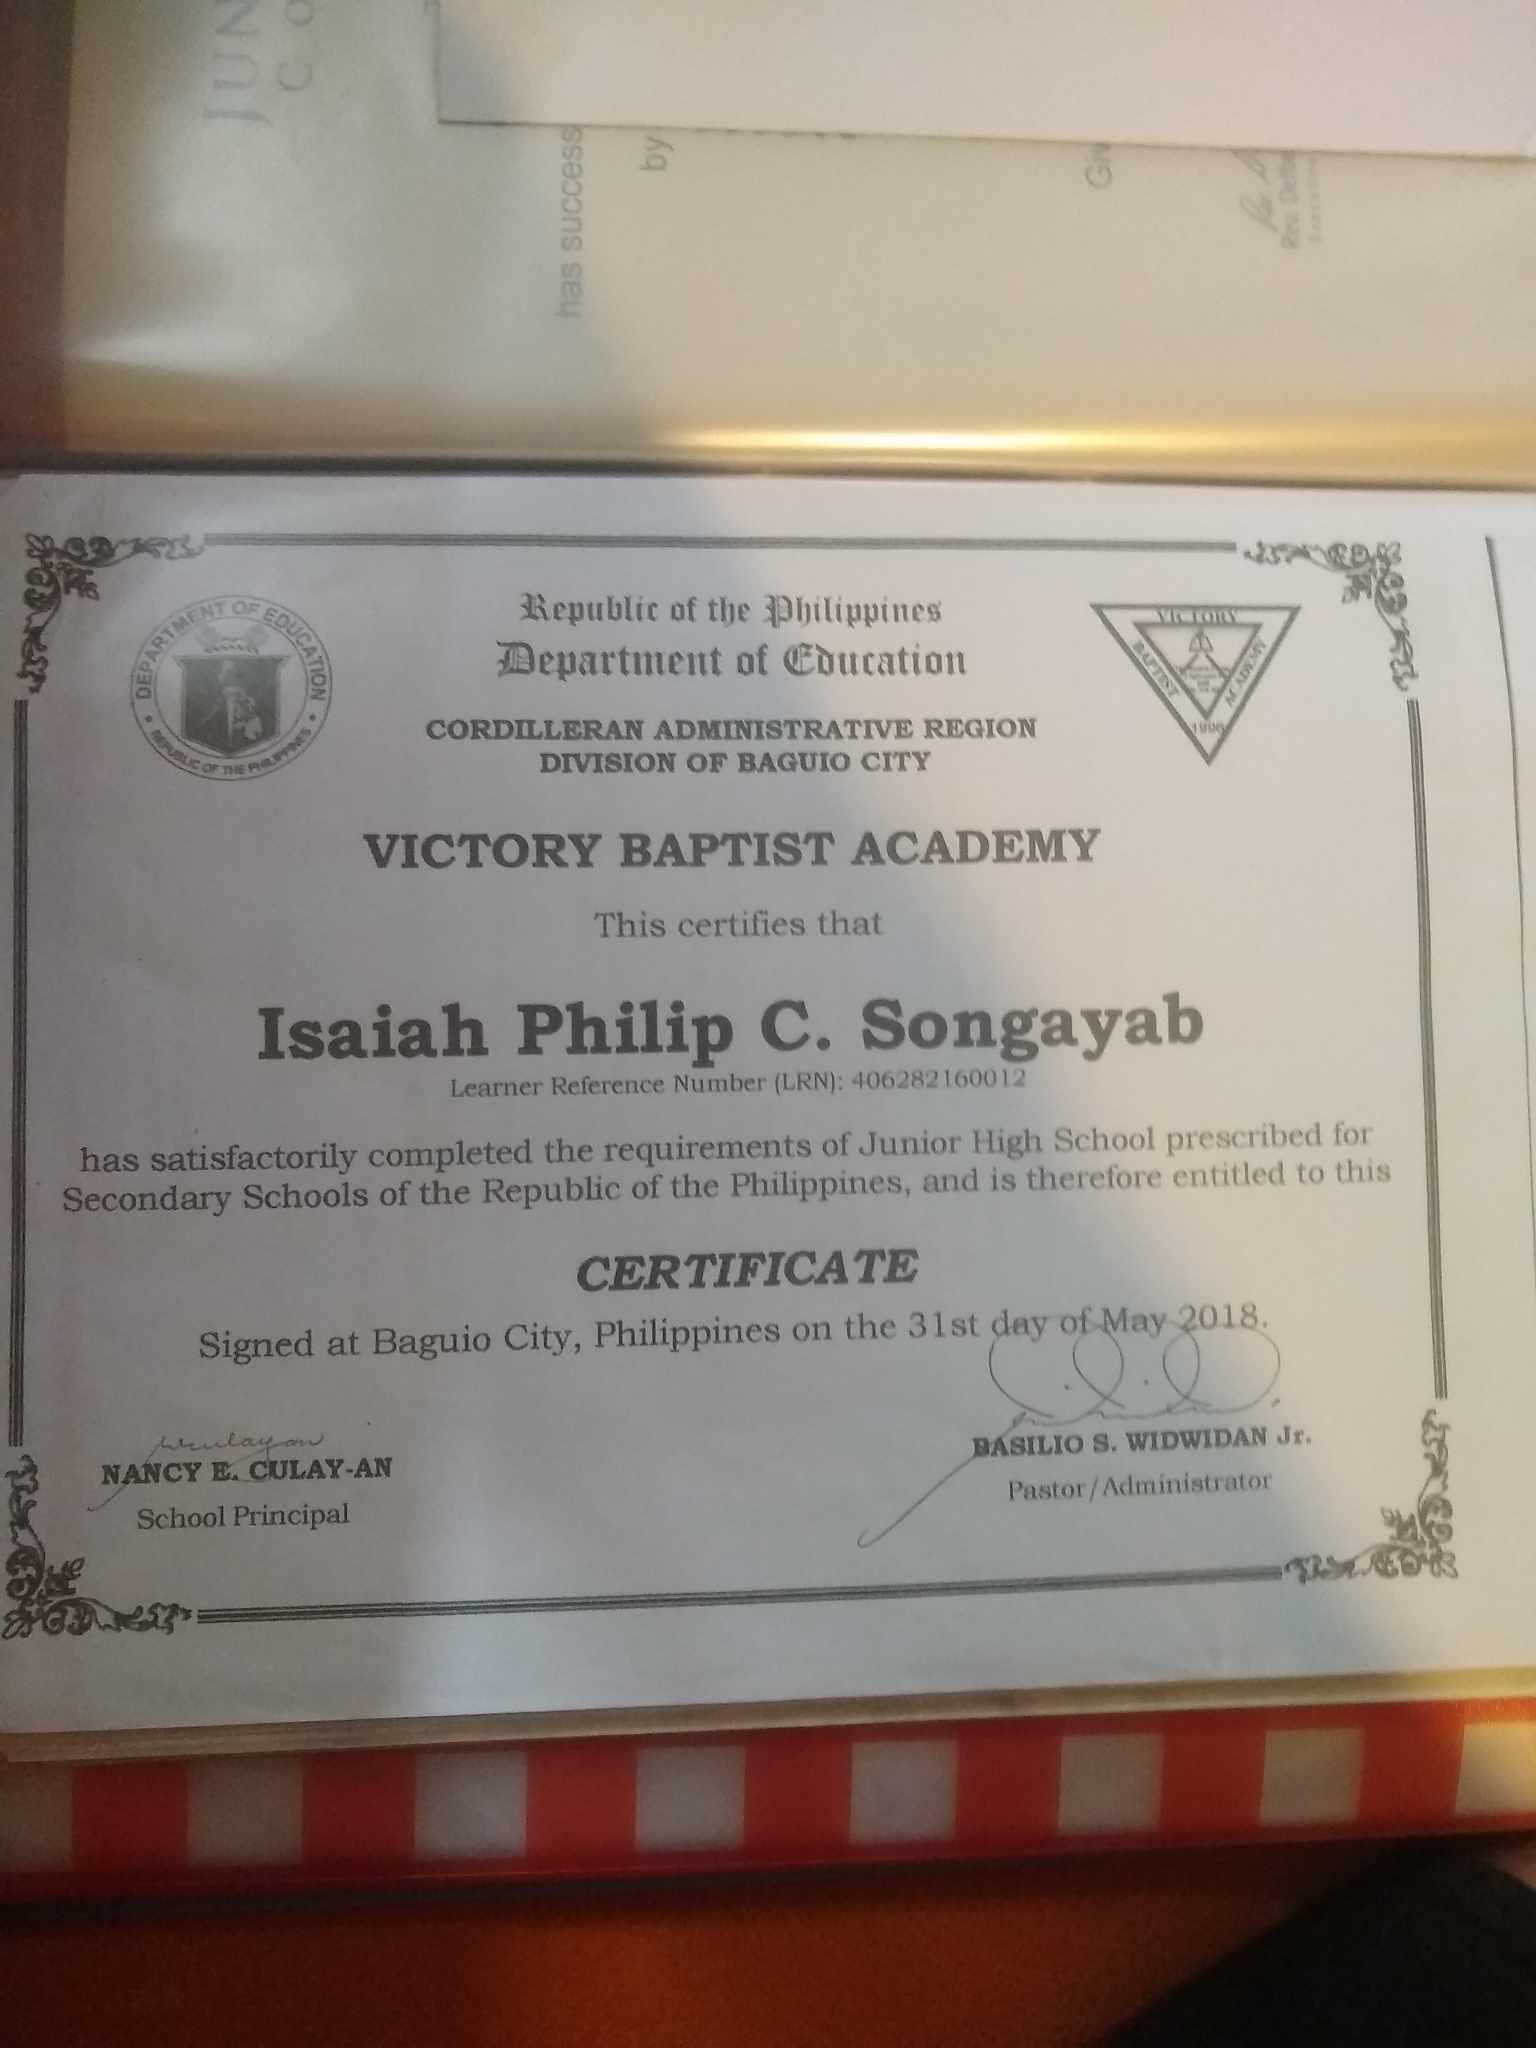 JUN
C o
has success
by
Rev.
DEPARTMENT OF EDUCATION
REPUBLIC OF THE PHILIPPINES
Republic of the Philippines
Department of Education
CORDILLERAN ADMINISTRATIVE REGION
DIVISION OF BAGUIO CITY
VICTORY
BAPTIST
ACADEMY
1996
VICTORY BAPTIST ACADEMY
This certifies that
Isaiah Philip C. Songayab
Learner Reference Number (LRN): 406282160012
has satisfactorily completed the requirements of Junior High School prescribed for
Secondary Schools of the Republic of the Philippines, and is therefore entitled to this
CERTIFICATE
Signed at Baguio City, Philippines on the 31st day of May 2018.
NANCY E. CULAY-AN
School Principal
BASILIO S. WIDWIDAN Jr.
Pastor/Administrator